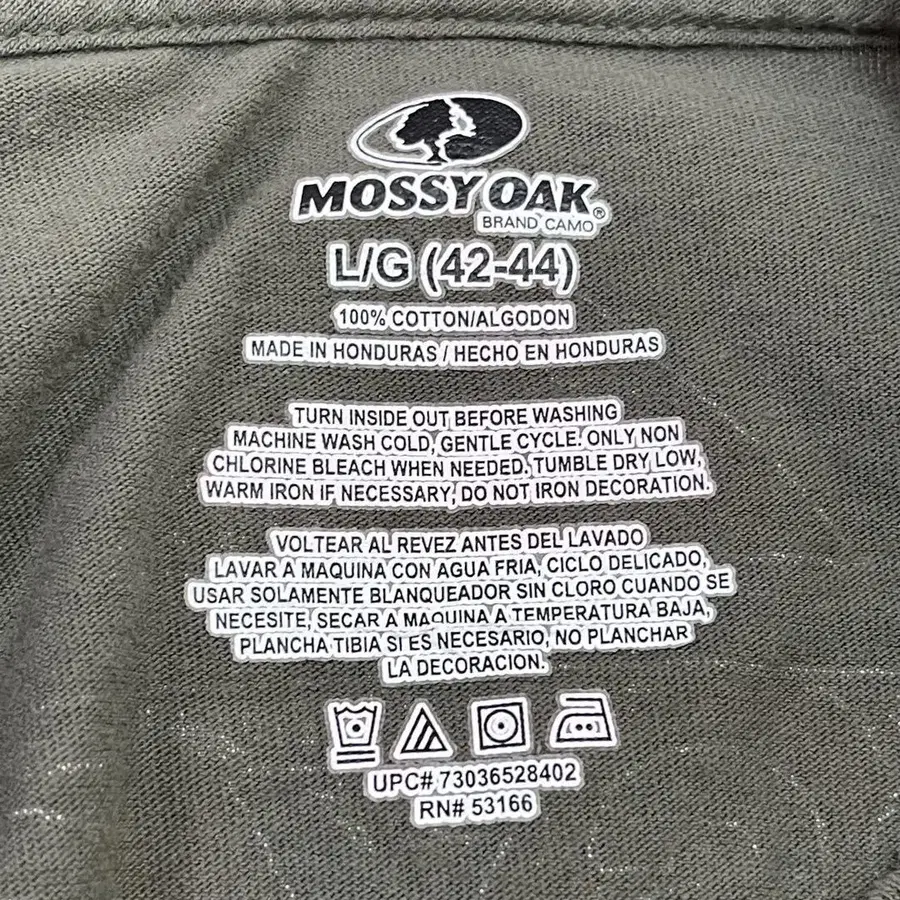 MOSSY OAK®
BRAND CAMO
L/G (42-44)
100% COTTON/ALGODON
MADE IN HONDURAS / HECHO EN HONDURAS
TURN INSIDE OUT BEFORE WASHING
MACHINE WASH COLD, GENTLE CYCLE. ONLY NON
CHLORINE BLEACH WHEN NEEDED. TUMBLE DRY LOW,
WARM IRON IF NECESSARY, DO NOT IRON DECORATION.
VOLTEAR AL REVEZ ANTES DEL LAVADO
LAVAR A MAQUINA CON AGUA FRIA, CICLO DELICADO,
USAR SOLAMENTE BLANQUEADOR SIN CLORO CUANDO SE
NECESITE, SECAR A MAQUINA A TEMPERATURA BAJA,
PLANCHA TIBIA SI ES NECESARIO, NO PLANCHAR
LA DECORACION.
UPC# 73036528402
RN# 53166